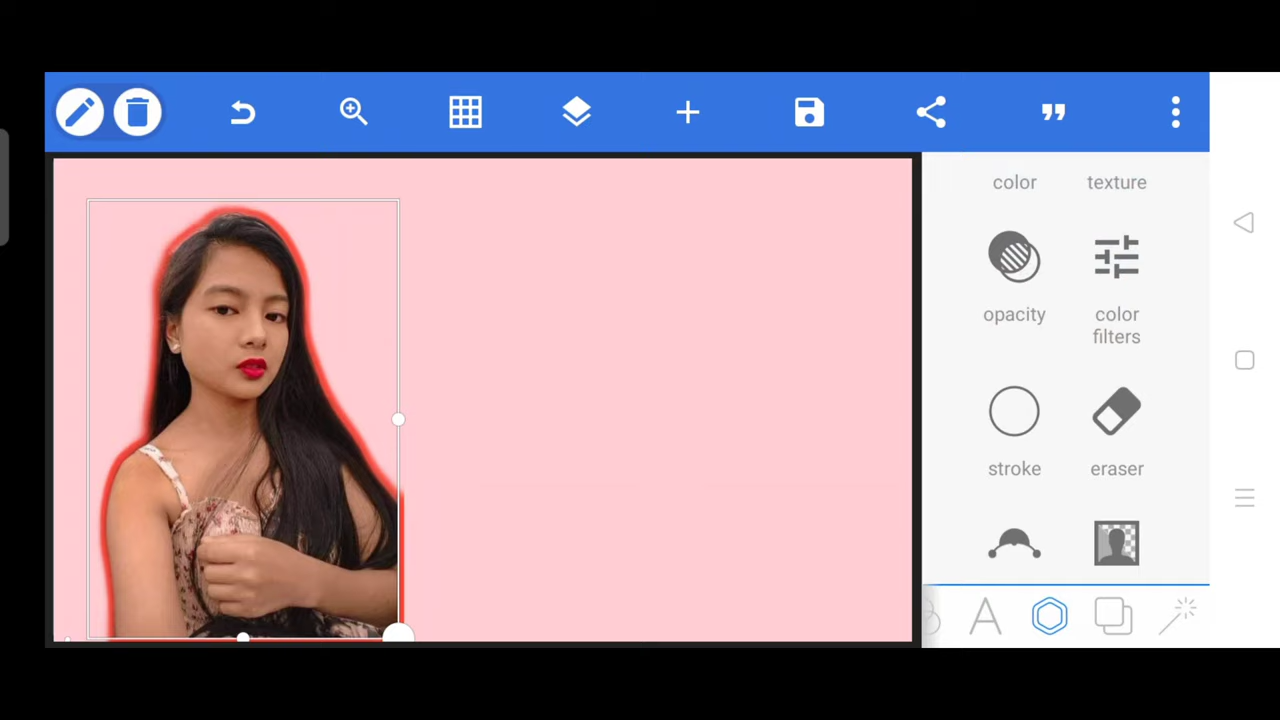 color texture
opacity color
filters
stroke eraser